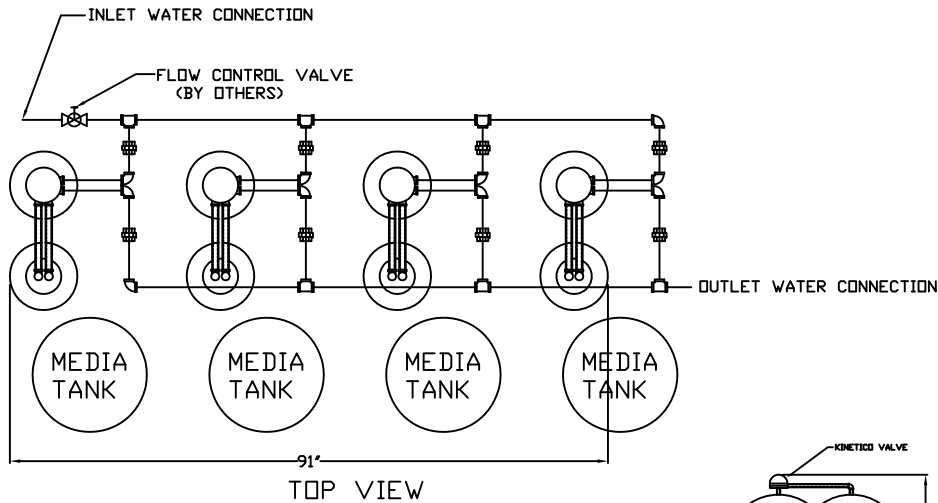 INLET WATER CONNECTION
FLOW CONTROL VALVE
(BY OTHERS)
OUTLET WATER CONNECTION
MEDIA
TANK
MEDIA
TANK
MEDIA
TANK
MEDIA
TANK
91"
TOP VIEW
KINETICO VALVE